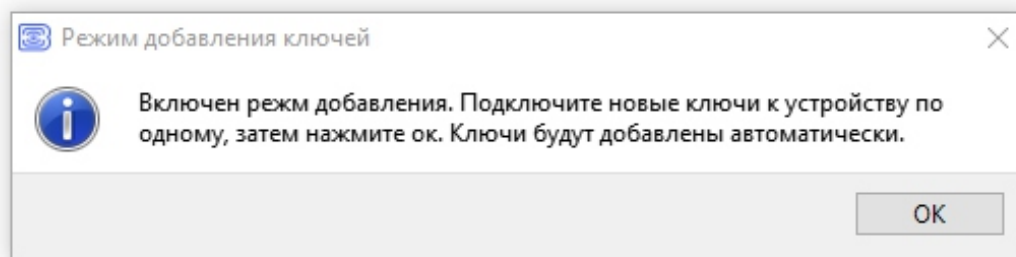 Режим добавления ключей
Включен режм добавления. Подключите новые ключи к устройству по
одному, затем нажмите ок. Ключи будут добавлены автоматически.
OK